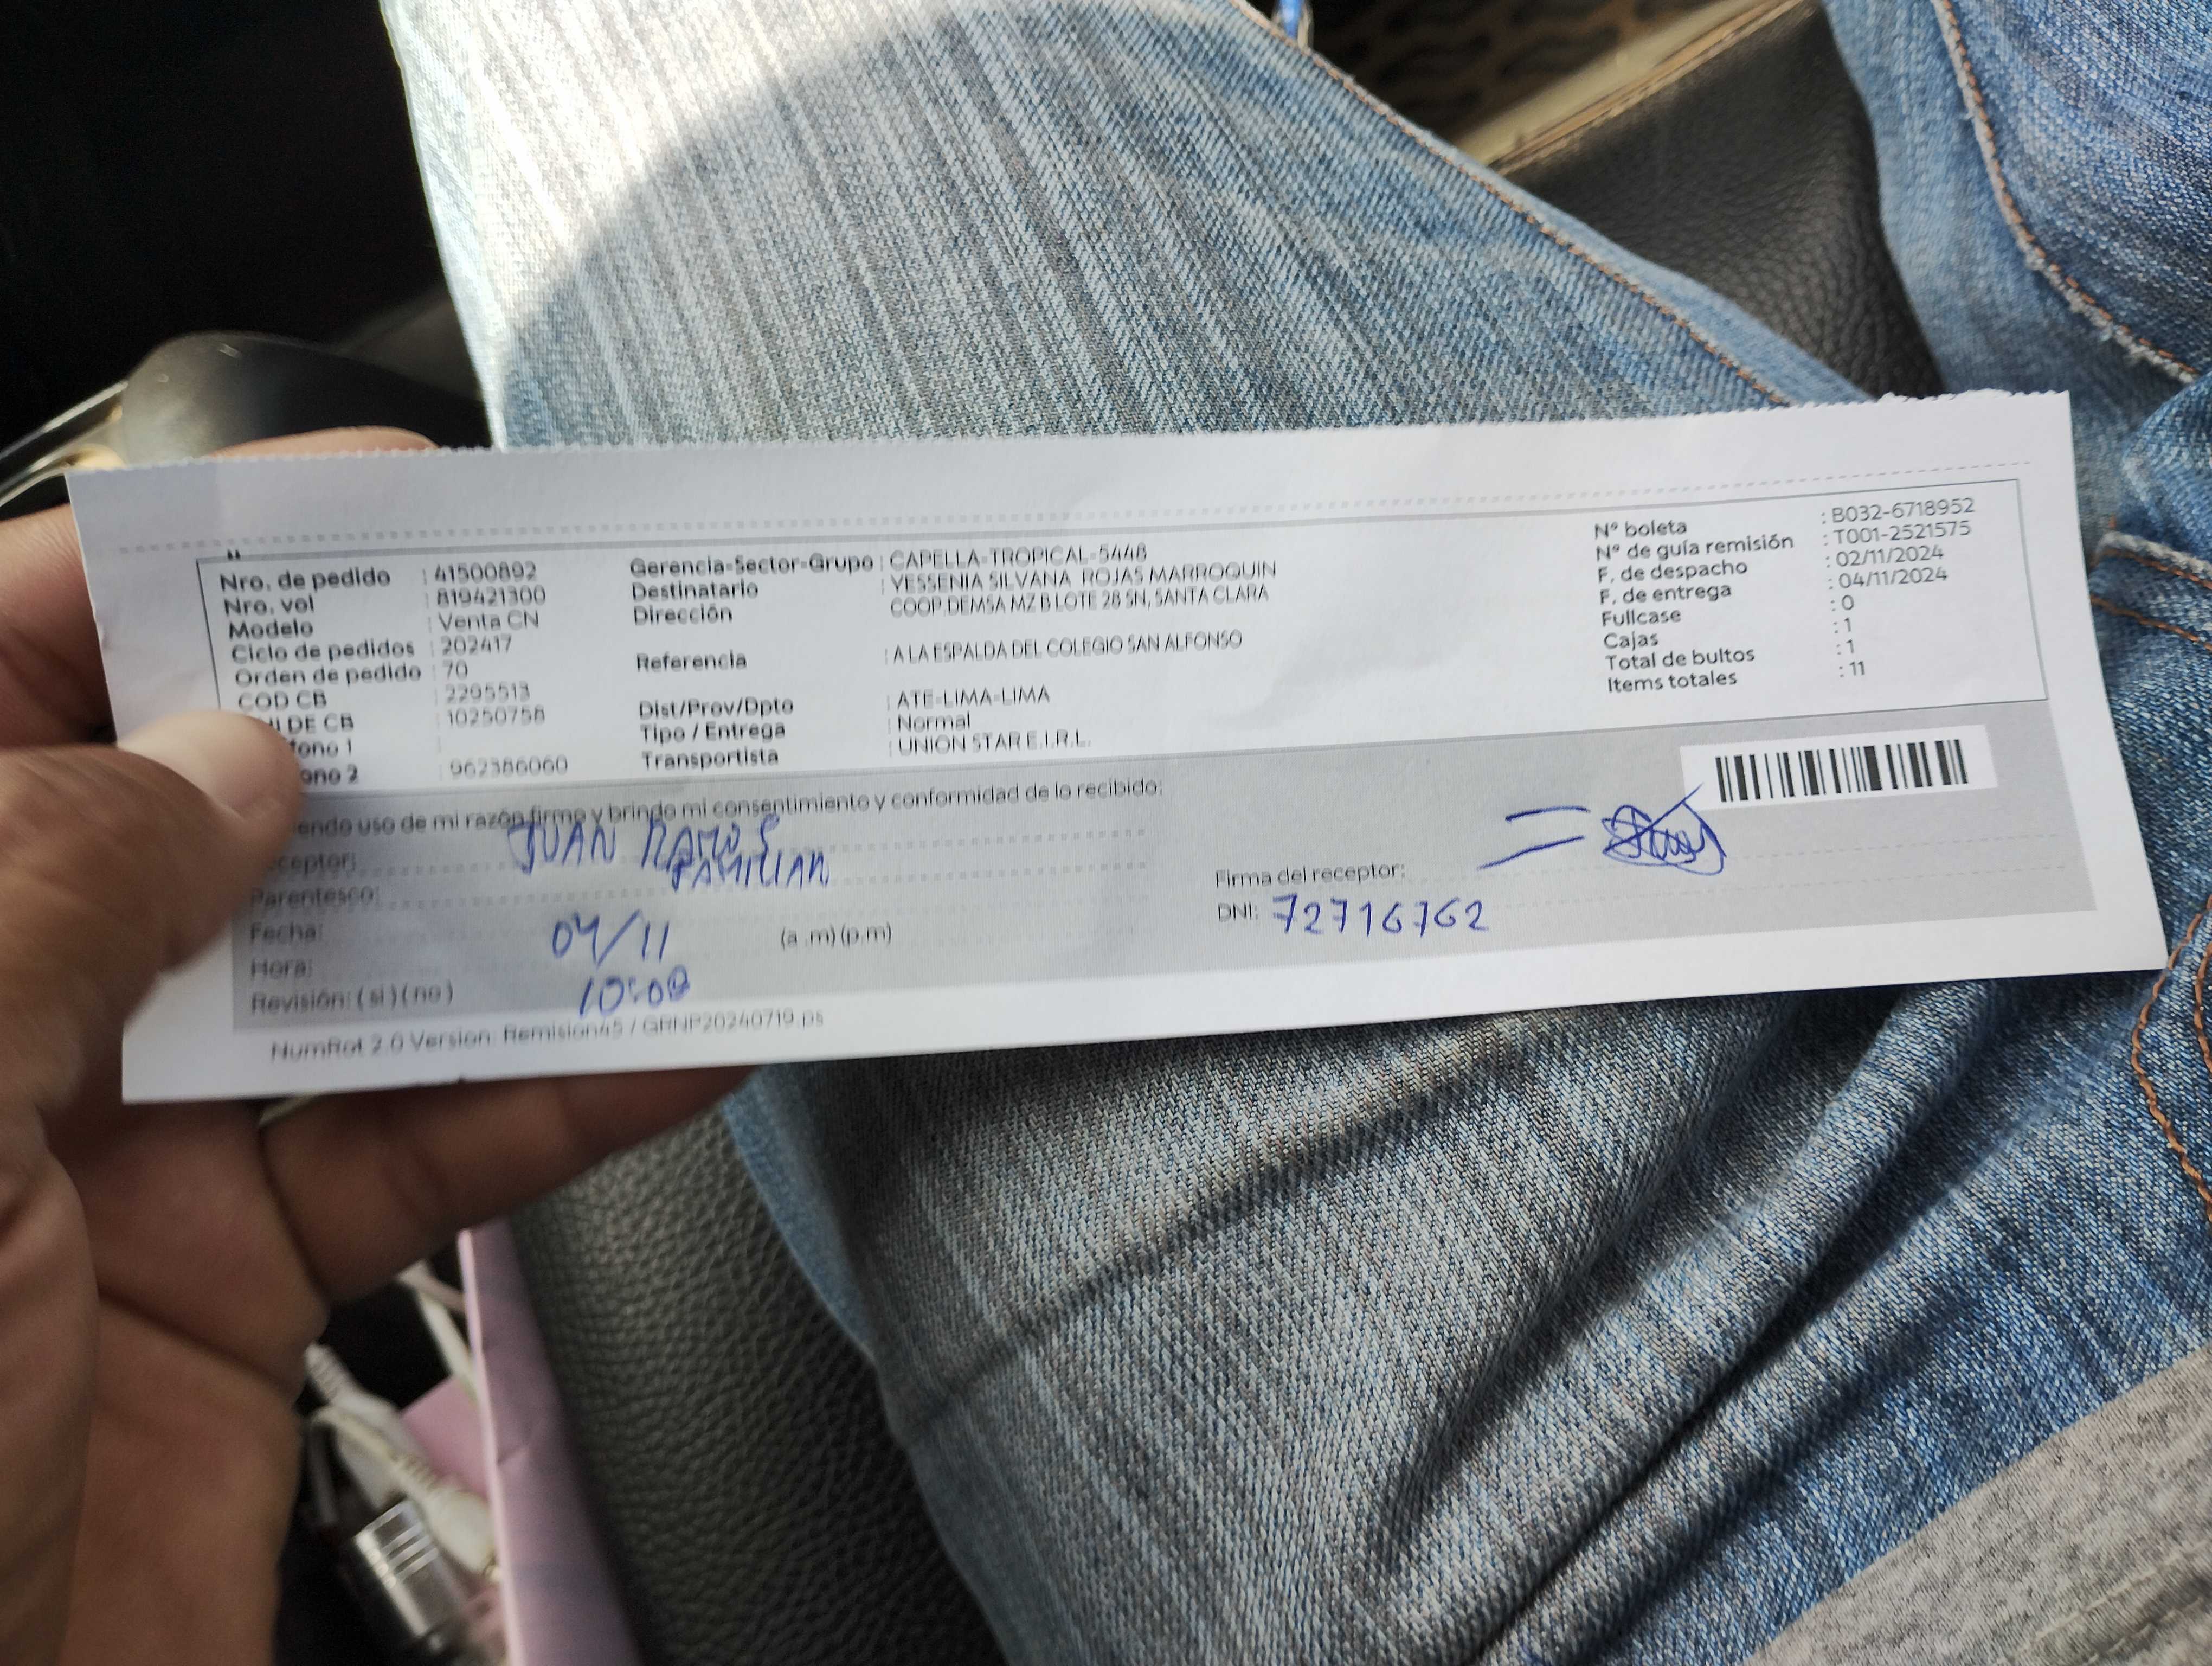 Nro. de pedido : 41500892
Nro. vol : 819421300
Modelo : Venta CN
Ciclo de pedidos : 202417
Orden de pedido : 70
COD CB : 2295513
NI DE CB : 10250758
fono 1 :
ono 2 : 962386060
Gerencia-Sector-Grupo : CAPELLA-TROPICAL-5448
Destinatario : YESSENIA SILVANA ROJAS MARROQUIN
Dirección : COOP.DEMSA MZ B LOTE 28 SN, SANTA CLARA
Referencia : A LA ESPALDA DEL COLEGIO SAN ALFONSO
Dist/Prov/Dpto : ATE-LIMA-LIMA
Tipo / Entrega : Normal
Transportista : UNION STAR E.I.R.L.
Nº boleta : B032-6718952
Nº de guía remisión : T001-2521575
F. de despacho : 02/11/2024
F. de entrega : 04/11/2024
Fullcase : 0
Cajas : 1
Total de bultos : 1
Items totales : 11
iendo uso de mi razón firmo y brindo mi consentimiento y conformidad de lo recibido:
ceptor: JUAN RAMOS
Parentesco: FAMILIAR
Fecha: 04/11 (a .m) (p.m)
Hora: 10:00
Revisión: ( si ) ( no )
Firma del receptor:
DNI: 72716762
NumRot 2.0 Version: Remision45 / GRNP20240719.ps